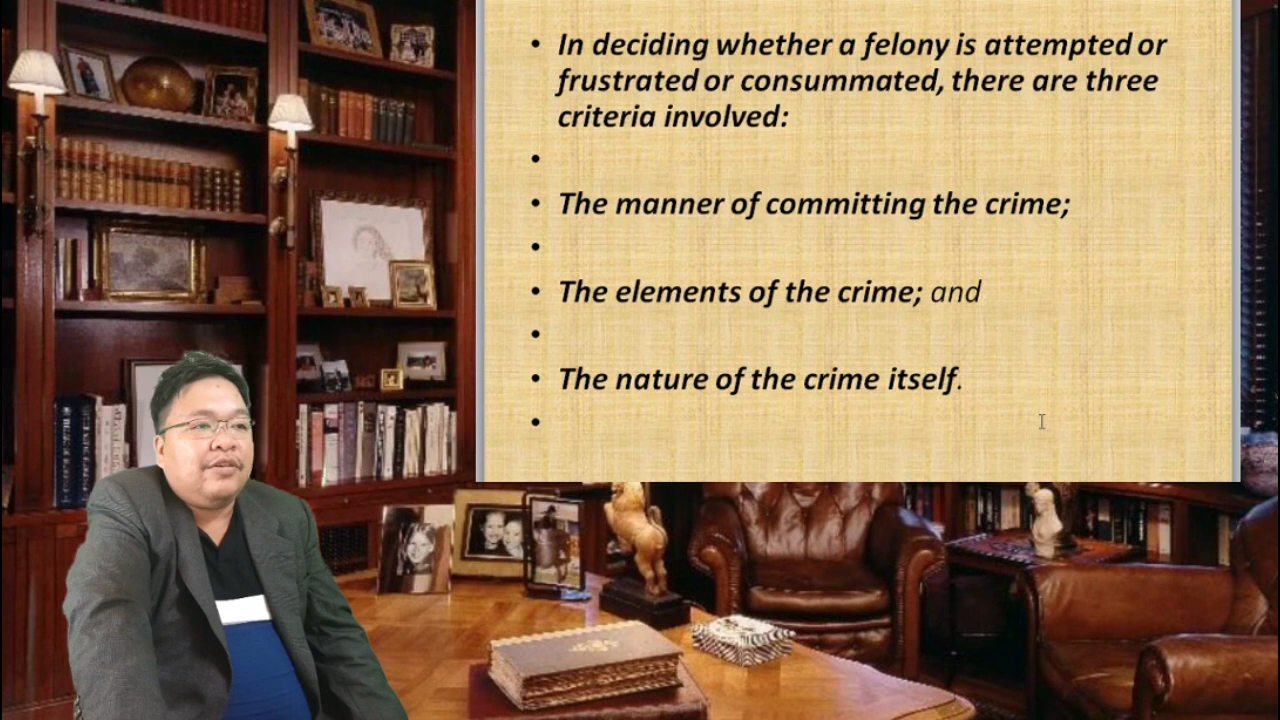 • In deciding whether a felony is attempted or
frustrated or consummated, there are three
criteria involved:
•
• The manner of committing the crime;
•
• The elements of the crime; and
•
• The nature of the crime itself.
•